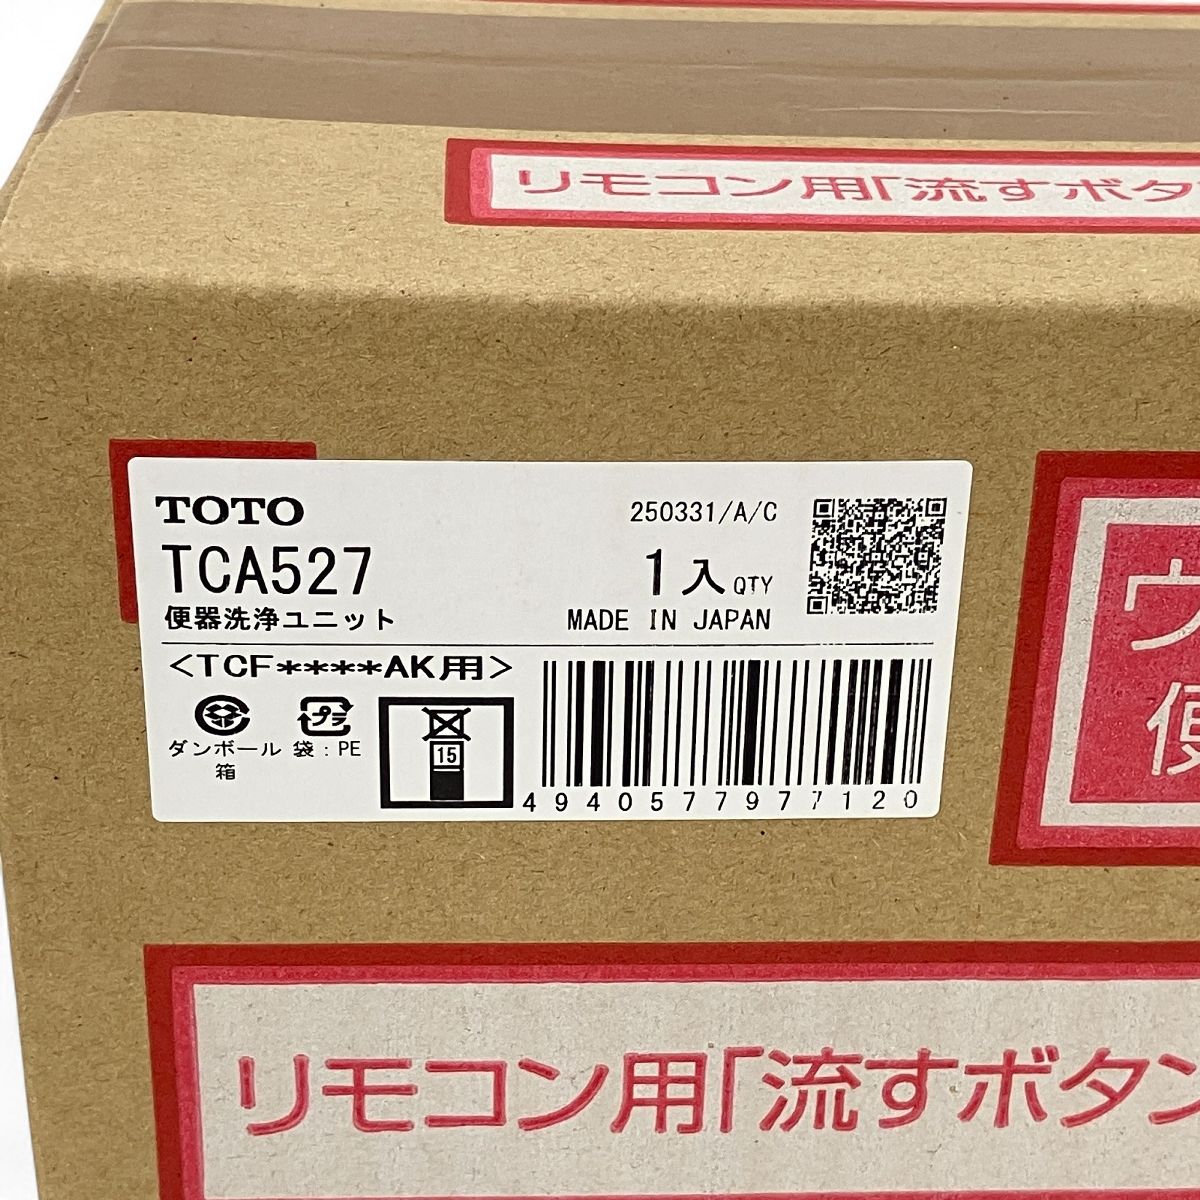 リモコン用「流すボタ
TOTO
250331/A/C
TCA527
1入 QTY
便器洗浄ユニット
MADE IN JAPAN
<TCF****AK用>
プラ
ダンボール
箱
袋:PE
15
4940577977120
便
リモコン用「流すボタン